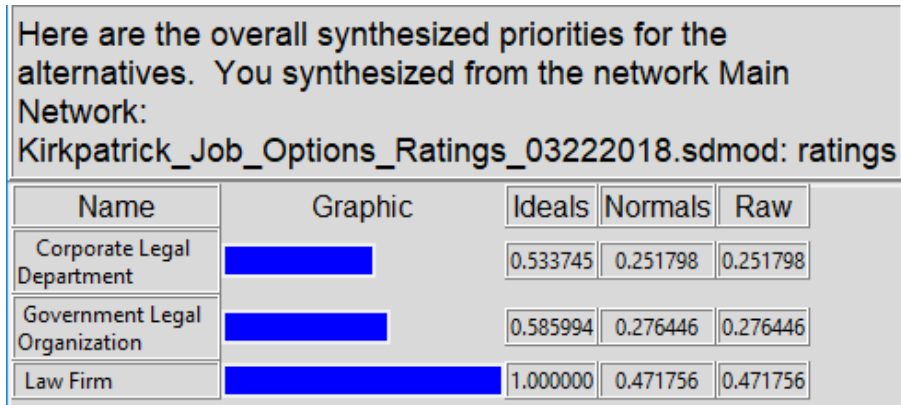 Here are the overall synthesized priorities for the
alternatives.  You synthesized from the network Main
Network:
Kirkpatrick_Job_Options_Ratings_03222018.sdmod: ratings
Name Graphic Ideals Normals Raw
Corporate Legal
Department
0.533745 0.251798 0.251798
Government Legal
Organization
0.585994 0.276446 0.276446
Law Firm 1.000000 0.471756 0.471756